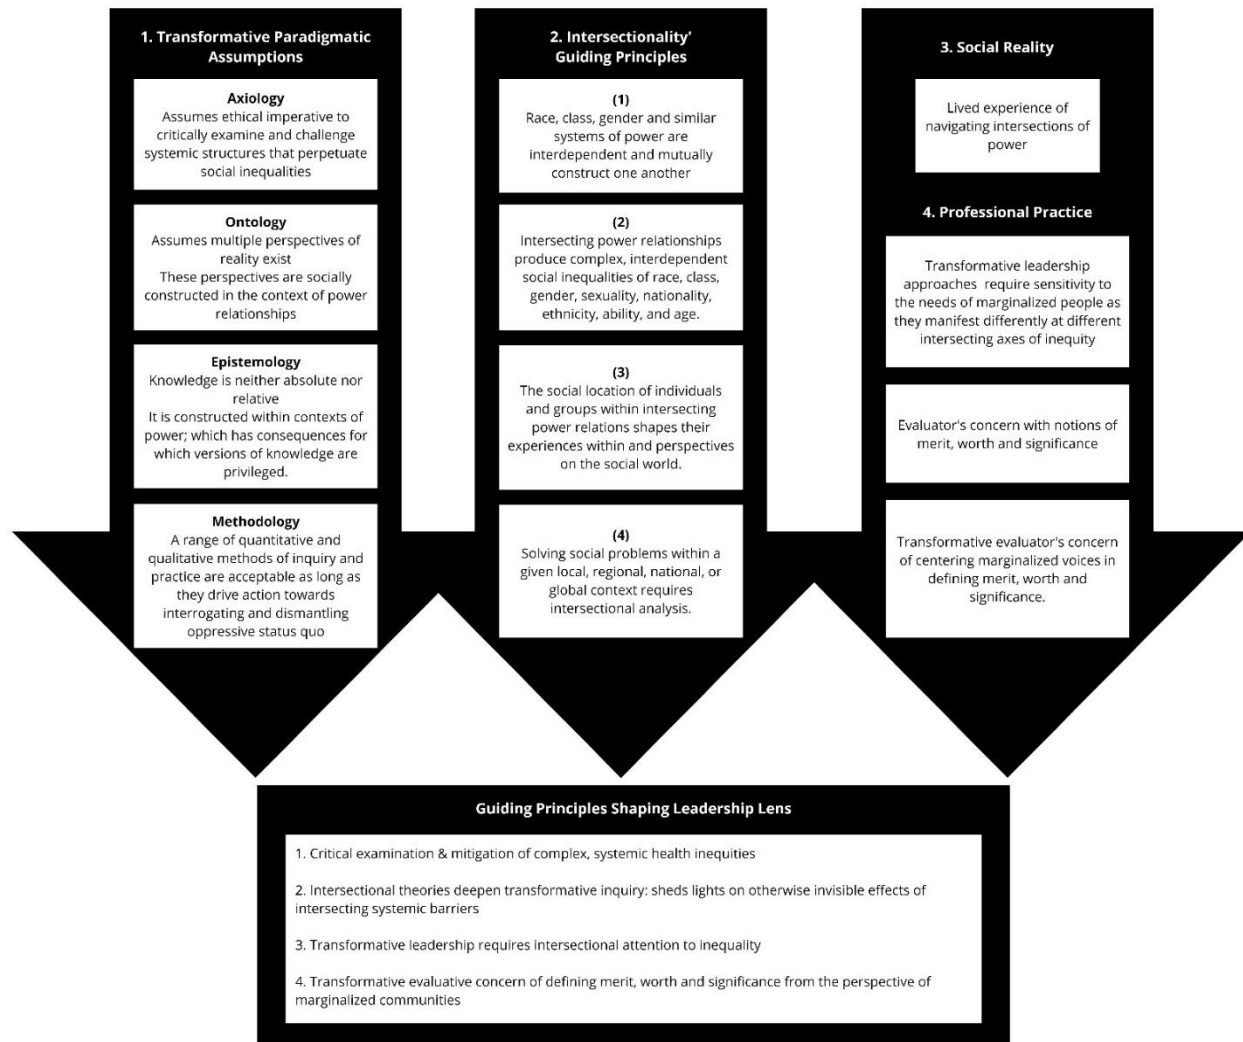 1. Transformative Paradigmatic
Assumptions
Axiology
Assumes ethical imperative to
critically examine and challenge
systemic structures that perpetuate
social inequalities
Ontology
Assumes multiple perspectives of
reality exist
These perspectives are socially
constructed in the context of power
relationships
Epistemology
Knowledge is neither absolute nor
relative
It is constructed within contexts of
power; which has consequences for
which versions of knowledge are
privileged.
Methodology
A range of quantitative and
qualitative methods of inquiry and
practice are acceptable as long as
they drive action towards
interrogating and dismantling
oppressive status quo
2. Intersectionality’
Guiding Principles
(1)
Race, class, gender and similar
systems of power are
interdependent and mutually
construct one another
(2)
Intersecting power relationships
produce complex, interdependent
social inequalities of race, class,
gender, sexuality, nationality,
ethnicity, ability, and age.
(3)
The social location of individuals
and groups within intersecting
power relations shapes their
experiences within and perspectives
on the social world.
(4)
Solving social problems within a
given local, regional, national, or
global context requires
intersectional analysis.
3. Social Reality
Lived experience of
navigating intersections of
power
4. Professional Practice
Transformative leadership
approaches require sensitivity to
the needs of marginalized people as
they manifest differently at different
intersecting axes of inequity
Evaluator's concern with notions of
merit, worth and significance
Transformative evaluator's concern
of centering marginalized voices in
defining merit, worth and
significance.
Guiding Principles Shaping Leadership Lens
1. Critical examination & mitigation of complex, systemic health inequities
2. Intersectional theories deepen transformative inquiry: sheds lights on otherwise invisible effects of
intersecting systemic barriers
3. Transformative leadership requires intersectional attention to inequality
4. Transformative evaluative concern of defining merit, worth and significance from the perspective of
marginalized communities